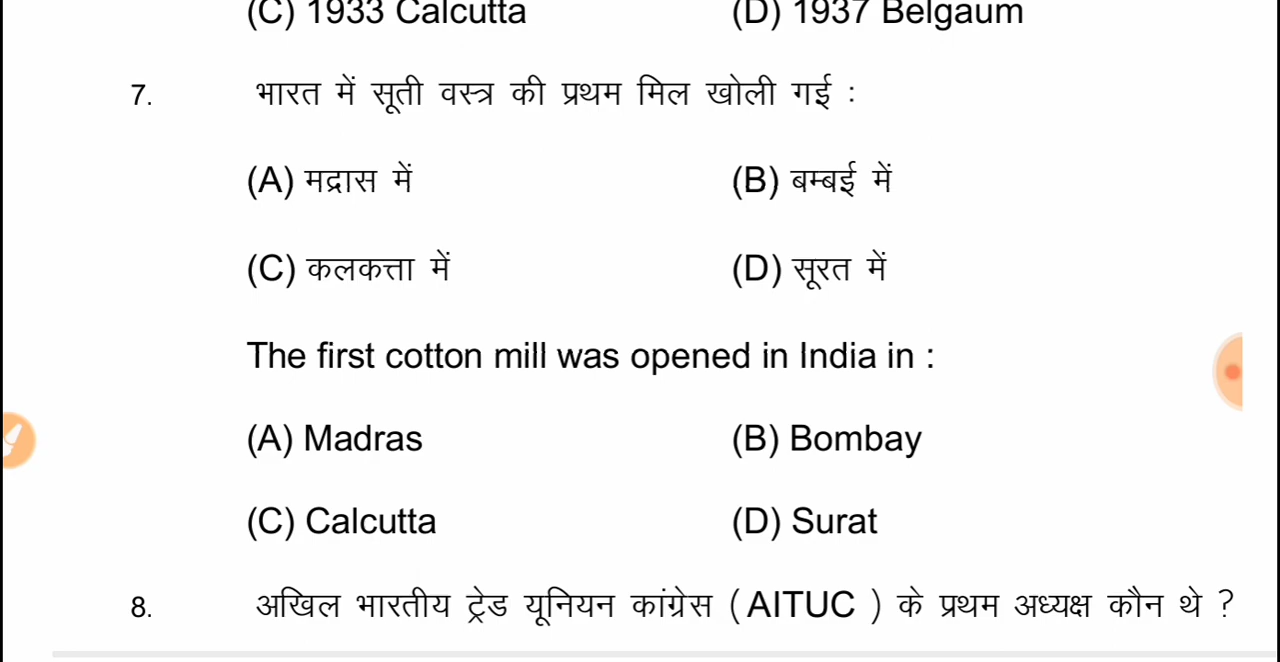 (C) 1933 Calcutta (D) 1937 Belgaum
7. भारत में सूती वस्त्र की प्रथम मिल खोली गई :
(A) मद्रास में (B) बम्बई में
(C) कलकत्ता में (D) सूरत में
The first cotton mill was opened in India in :
(A) Madras (B) Bombay
(C) Calcutta (D) Surat
8. अखिल भारतीय ट्रेड यूनियन कांग्रेस ( AITUC ) के प्रथम अध्यक्ष कौन थे ?